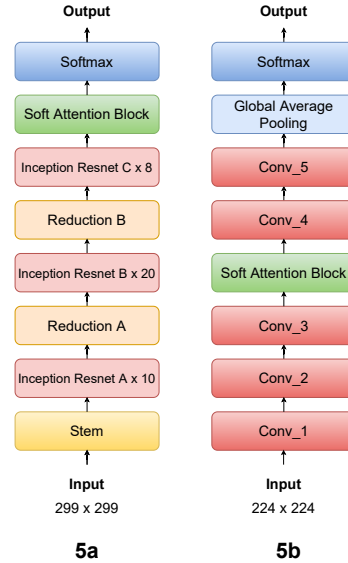 Output
Softmax
Soft Attention Block
Inception Resnet C x 8
Reduction B
Inception Resnet B x 20
Reduction A
Inception Resnet A x 10
Stem
Input
299 x 299
5a
Output
Softmax
Global Average
Pooling
Conv_5
Conv_4
Soft Attention Block
Conv_3
Conv_2
Conv_1
Input
224 x 224
5b